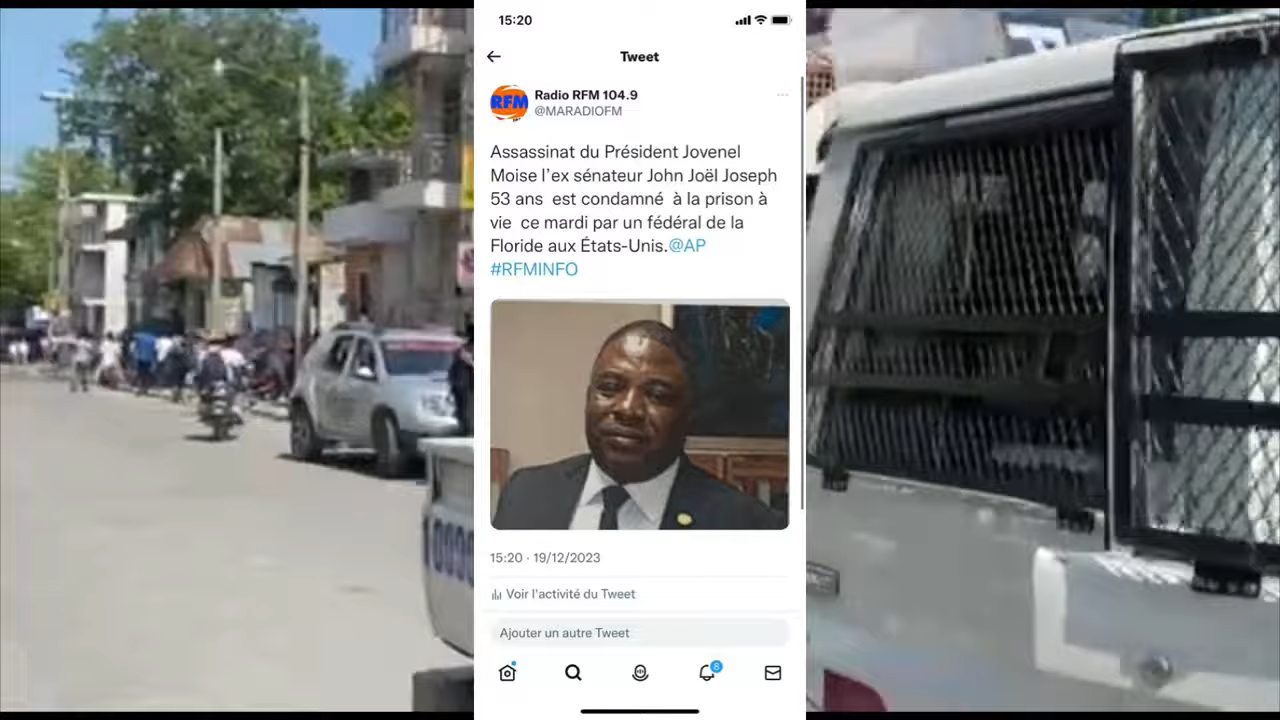 15:20
Tweet
RFM
Radio RFM 104.9
@MARADIOFM
Assassinat du Président Jovenel
Moise l’ex sénateur John Joël Joseph
53 ans  est condamné  à la prison à
vie  ce mardi par un fédéral de la
Floride aux États-Unis.@AP
#RFMINFO
15:20 · 19/12/2023
Voir l'activité du Tweet
Ajouter un autre Tweet
8